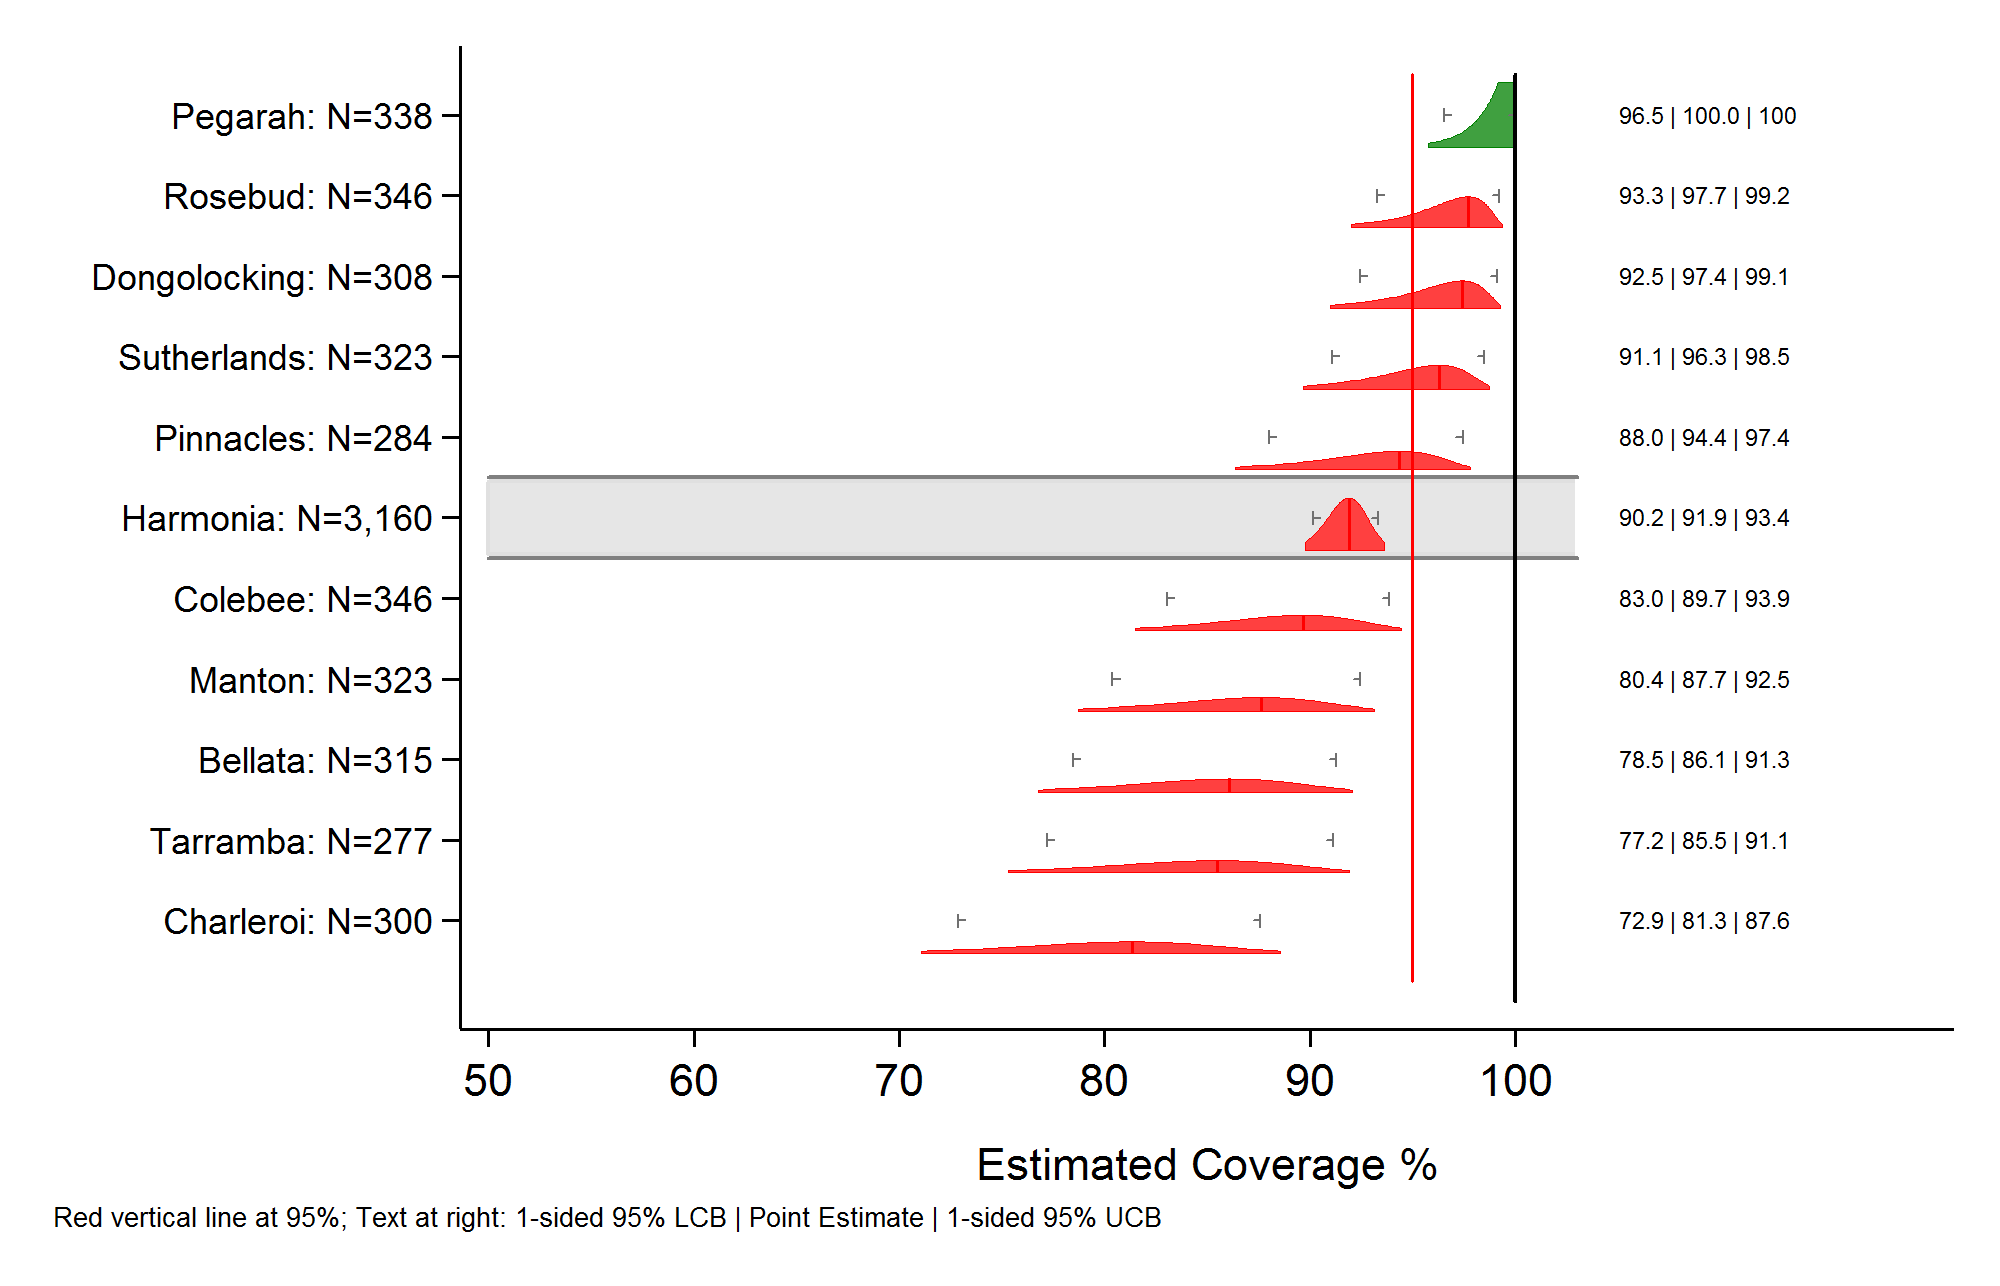 Pegarah: N=338 96.5 | 100.0 | 100
Rosebud: N=346 93.3 | 97.7 | 99.2
Dongolocking: N=308 92.5 | 97.4 | 99.1
Sutherlands: N=323 91.1 | 96.3 | 98.5
Pinnacles: N=284 88.0 | 94.4 | 97.4
Harmonia: N=3,160 90.2 | 91.9 | 93.4
Colebee: N=346 83.0 | 89.7 | 93.9
Manton: N=323 80.4 | 87.7 | 92.5
Bellata: N=315 78.5 | 86.1 | 91.3
Tarramba: N=277 77.2 | 85.5 | 91.1
Charleroi: N=300 72.9 | 81.3 | 87.6
50 60 70 80 90 100
Estimated Coverage %
Red vertical line at 95%; Text at right: 1-sided 95% LCB | Point Estimate | 1-sided 95% UCB